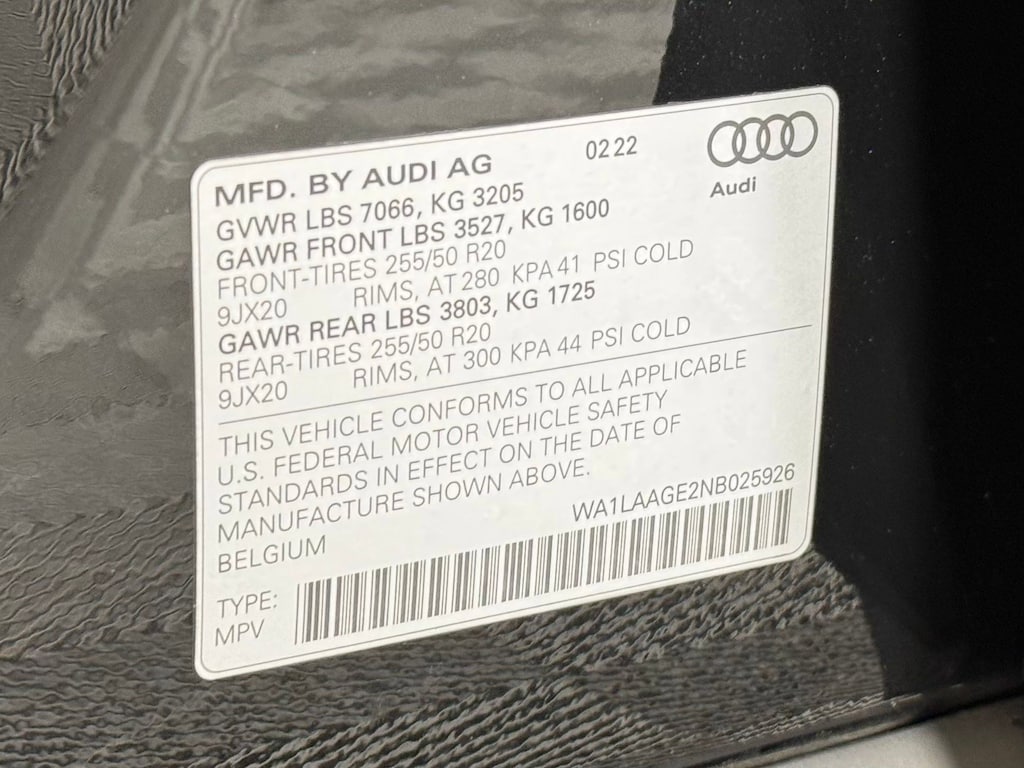 MFD. BY AUDI AG 02 22
Audi
GVWR LBS 7066, KG 3205
GAWR FRONT LBS 3527, KG 1600
FRONT-TIRES 255/50 R20
9JX20 RIMS, AT 280 KPA 41 PSI COLD
GAWR REAR LBS 3803, KG 1725
REAR-TIRES 255/50 R20
9JX20 RIMS, AT 300 KPA 44 PSI COLD
THIS VEHICLE CONFORMS TO ALL APPLICABLE
U.S. FEDERAL MOTOR VEHICLE SAFETY
STANDARDS IN EFFECT ON THE DATE OF
MANUFACTURE SHOWN ABOVE.
BELGIUM WA1LAAGE2NB025926
TYPE:
MPV